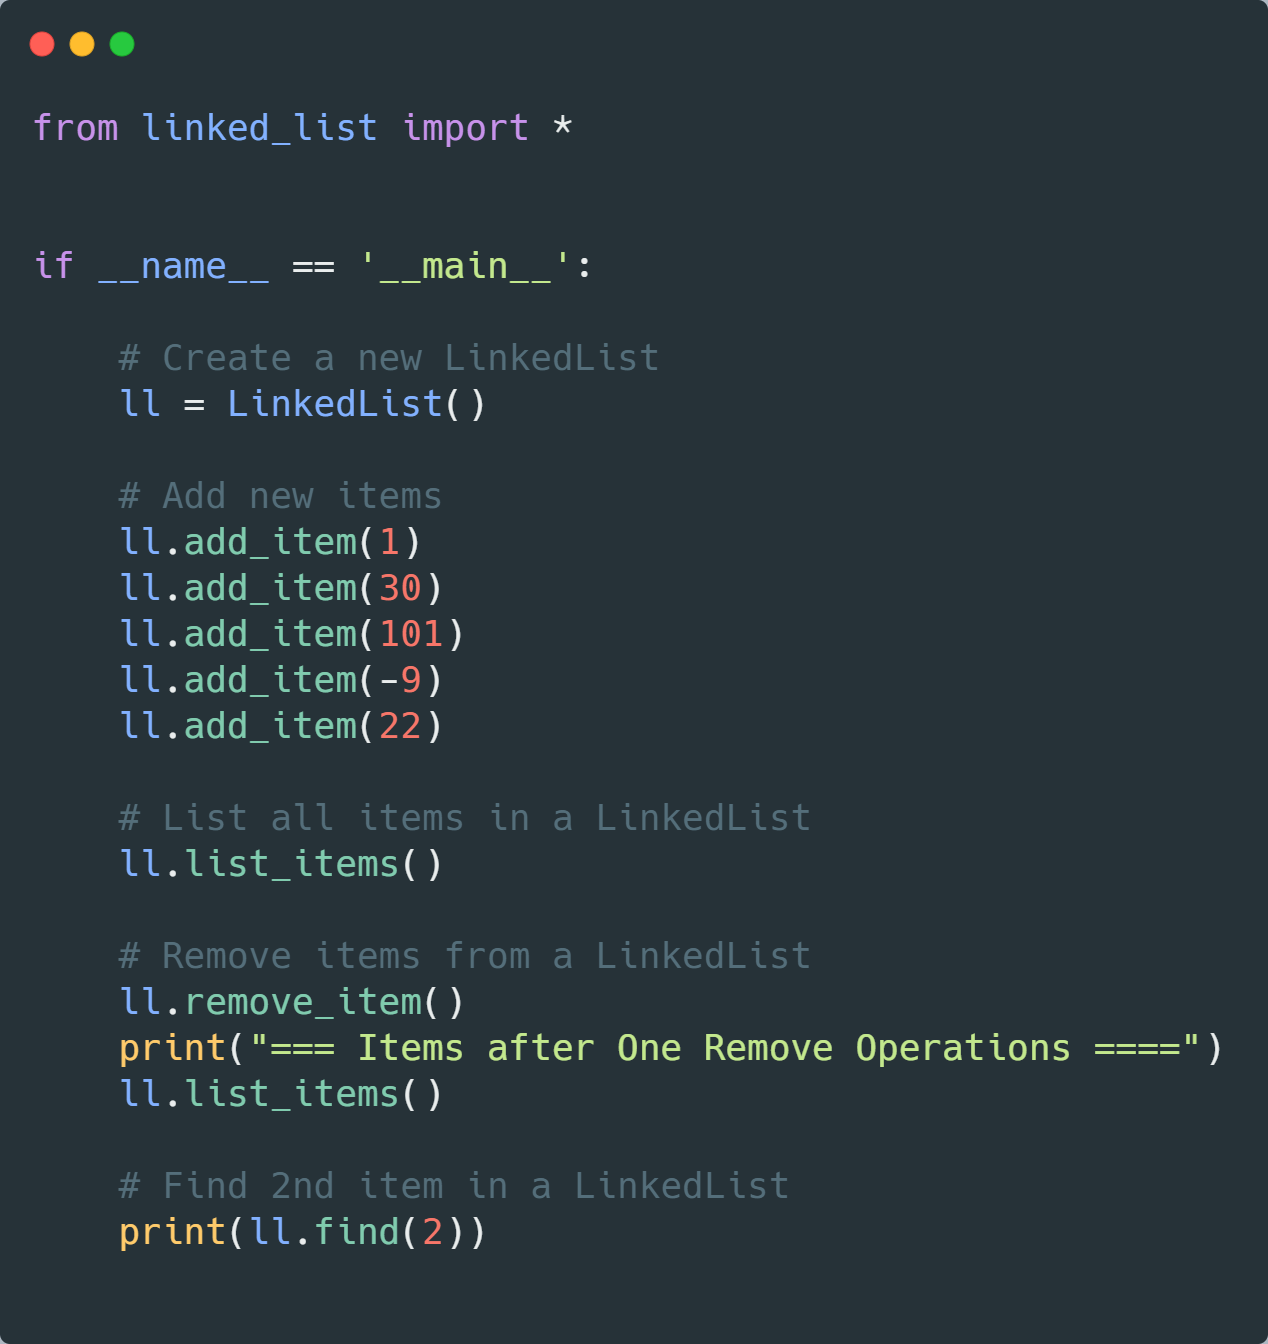 from linked_list import *
if __name__ == '__main__':
# Create a new LinkedList
ll = LinkedList()
# Add new items
ll.add_item(1)
ll.add_item(30)
ll.add_item(101)
ll.add_item(-9)
ll.add_item(22)
# List all items in a LinkedList
ll.list_items()
# Remove items from a LinkedList
ll.remove_item()
print("=== Items after One Remove Operations ====")
ll.list_items()
# Find 2nd item in a LinkedList
print(ll.find(2))